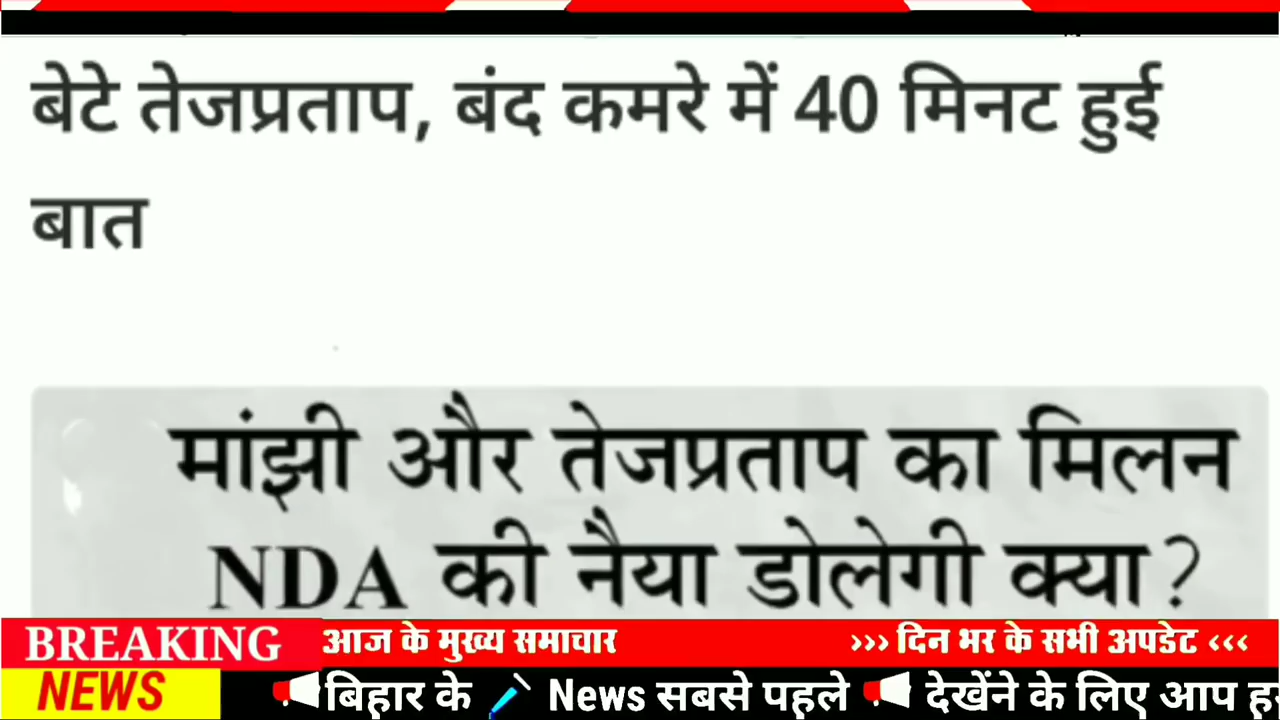 बेटे तेजप्रताप, बंद कमरे में 40 मिनट हुई
बात
मांझी और तेजप्रताप का मिलन
NDA की नैया डोलेगी क्या?
BREAKING आज के मुख्य समाचार ››› दिन भर के सभी अपडेट ‹‹‹
NEWS बिहार के News सबसे पहले देखेंने के लिए आप